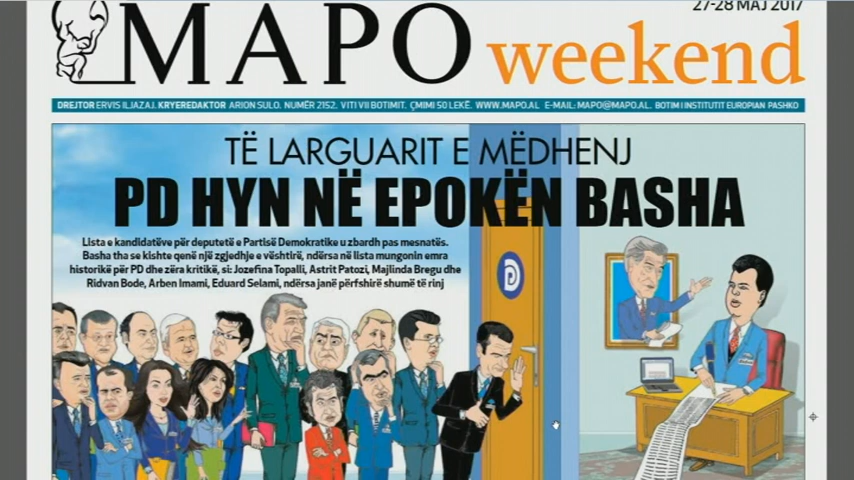 27-28 MAJ 2017
MAPO weekend
DREJTOR ERVIS ILJAZAJ. KRYEREDAKTOR ARION SULO. NUMËR 2152. VITI VII BOTIMIT. ÇMIMI 50 LEKË. WWW.MAPO.AL E-MAIL: MAPO@MAPO.AL. BOTIM I INSTITUTIT EUROPIAN PASHKO
TË LARGUARIT E MËDHENJ
PD HYN NË EPOKËN BASHA
Lista e kandidatëve për deputetë e Partisë Demokratike u zbardh pas mesnatës.
Basha tha se kishte qenë një zgjedhje e vështirë, ndërsa në lista mungonin emra
historikë për PD dhe zëra kritikë, si: Jozefina Topalli, Astrit Patozi, Majlinda Bregu dhe
Ridvan Bode, Arben Imami, Eduard Selami, ndërsa janë përfshirë shumë të rinj